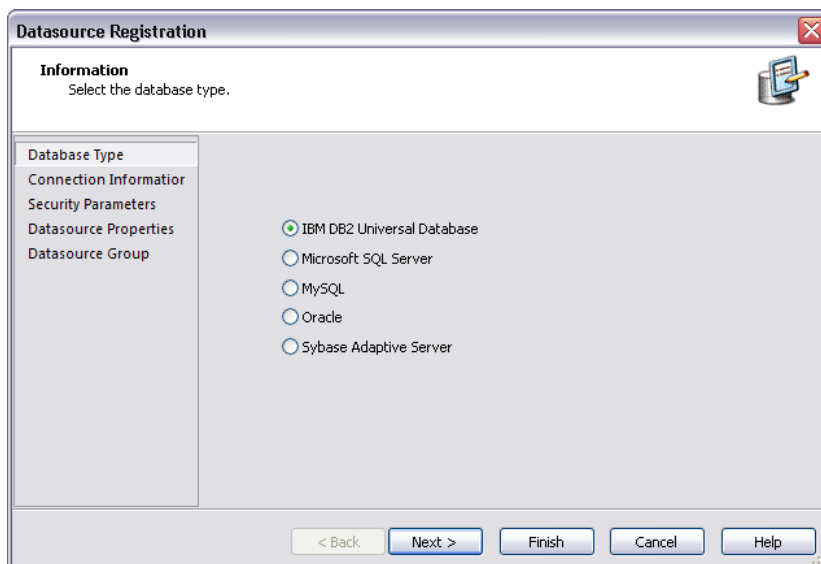 Datasource Registration
Information
Select the database type.
Database Type
Connection Informatior
Security Parameters
Datasource Properties
Datasource Group
IBM DB2 Universal Database
Microsoft SQL Server
MySQL
Oracle
Sybase Adaptive Server
< Back
Next >
Finish
Cancel
Help